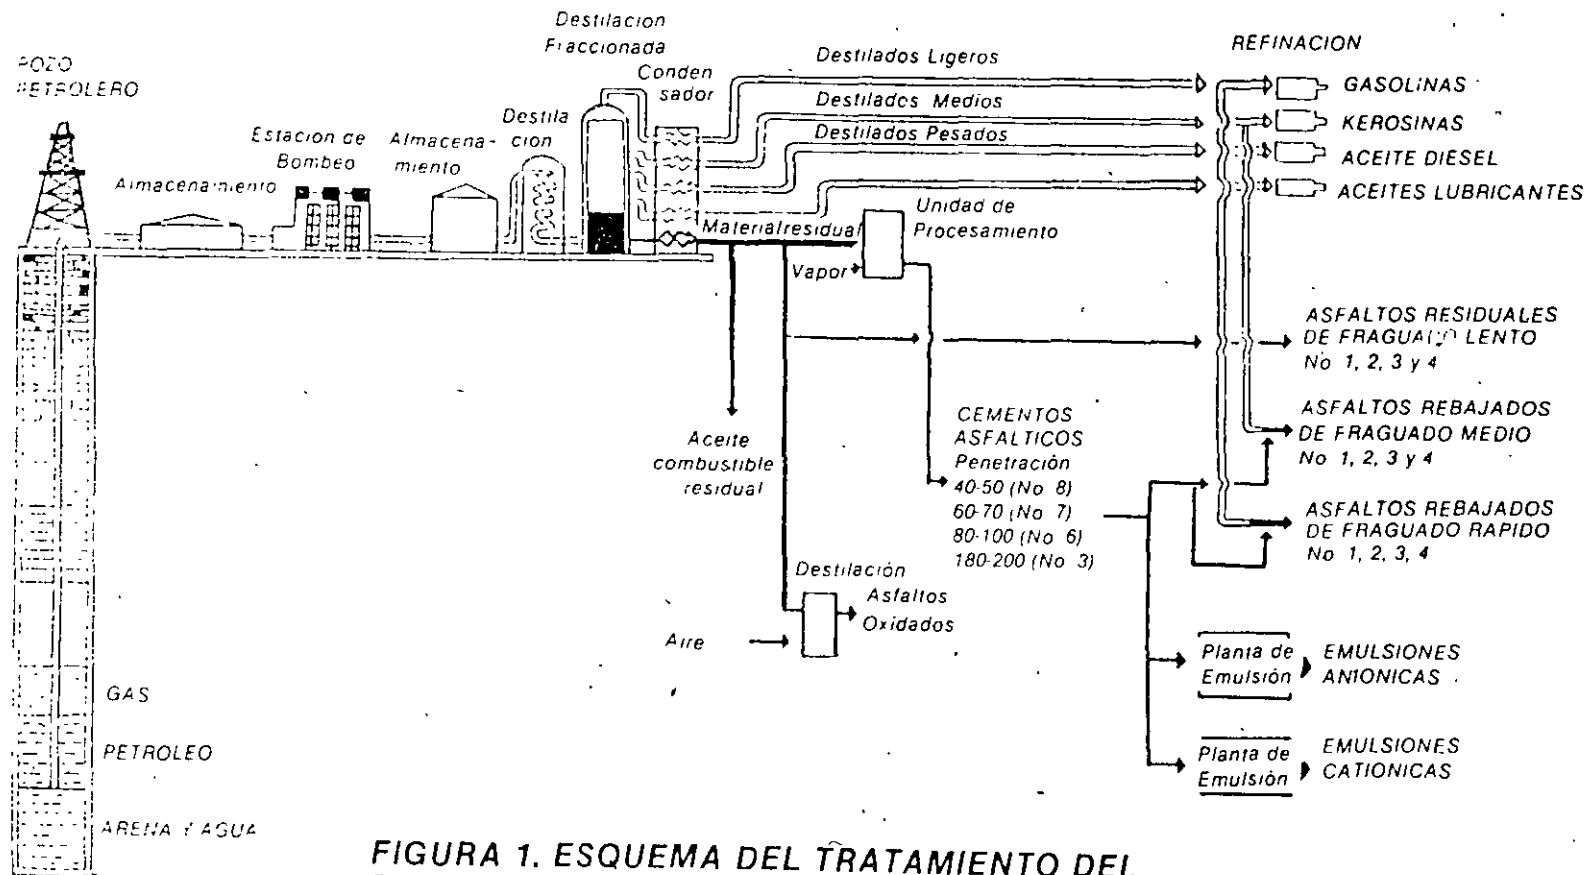 POZO
PETROLERO
Almacenamiento
Estacion de
Bombeo
Almacena-
miento
Destila
cion
Destilacion
Fraccionada
Conden
sador
Destilados Ligeros
Destilados Medios
Destilados Pesados
Material residual
Vapor
Unidad de
Procesamiento
REFINACION
GASOLINAS
KEROSINAS
ACEITE DIESEL
ACEITES LUBRICANTES
ASFALTOS RESIDUALES
DE FRAGUADO LENTO
No 1, 2, 3 y 4
ASFALTOS REBAJADOS
DE FRAGUADO MEDIO
No 1, 2, 3 y 4
ASFALTOS REBAJADOS
DE FRAGUADO RAPIDO
No 1, 2, 3, 4
Aceite
combustible
residual
CEMENTOS
ASFALTICOS
Penetración
40-50 (No 8)
60-70 (No 7)
80-100 (No 6)
180-200 (No 3)
Destilación
Asfaltos
Oxidados
Aire
Planta de
Emulsión
EMULSIONES
ANIONICAS
Planta de
Emulsión
EMULSIONES
CATIONICAS
GAS
PETROLEO
ARENA Y AGUA
FIGURA 1. ESQUEMA DEL TRATAMIENTO DEL